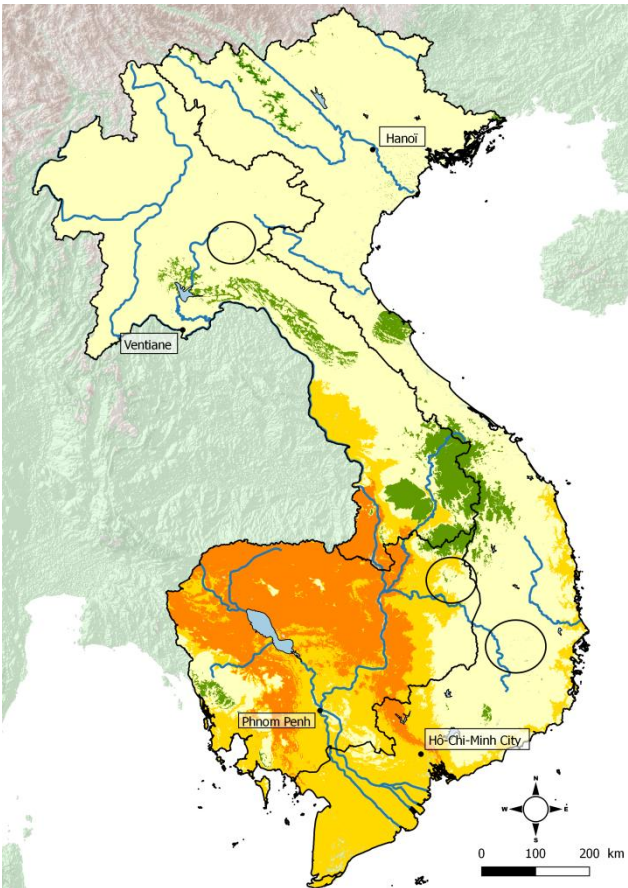 Hanoï
Ventiane
Phnom Penh
Hô-Chi-Minh City
N
W
E
S
0 100 200 km